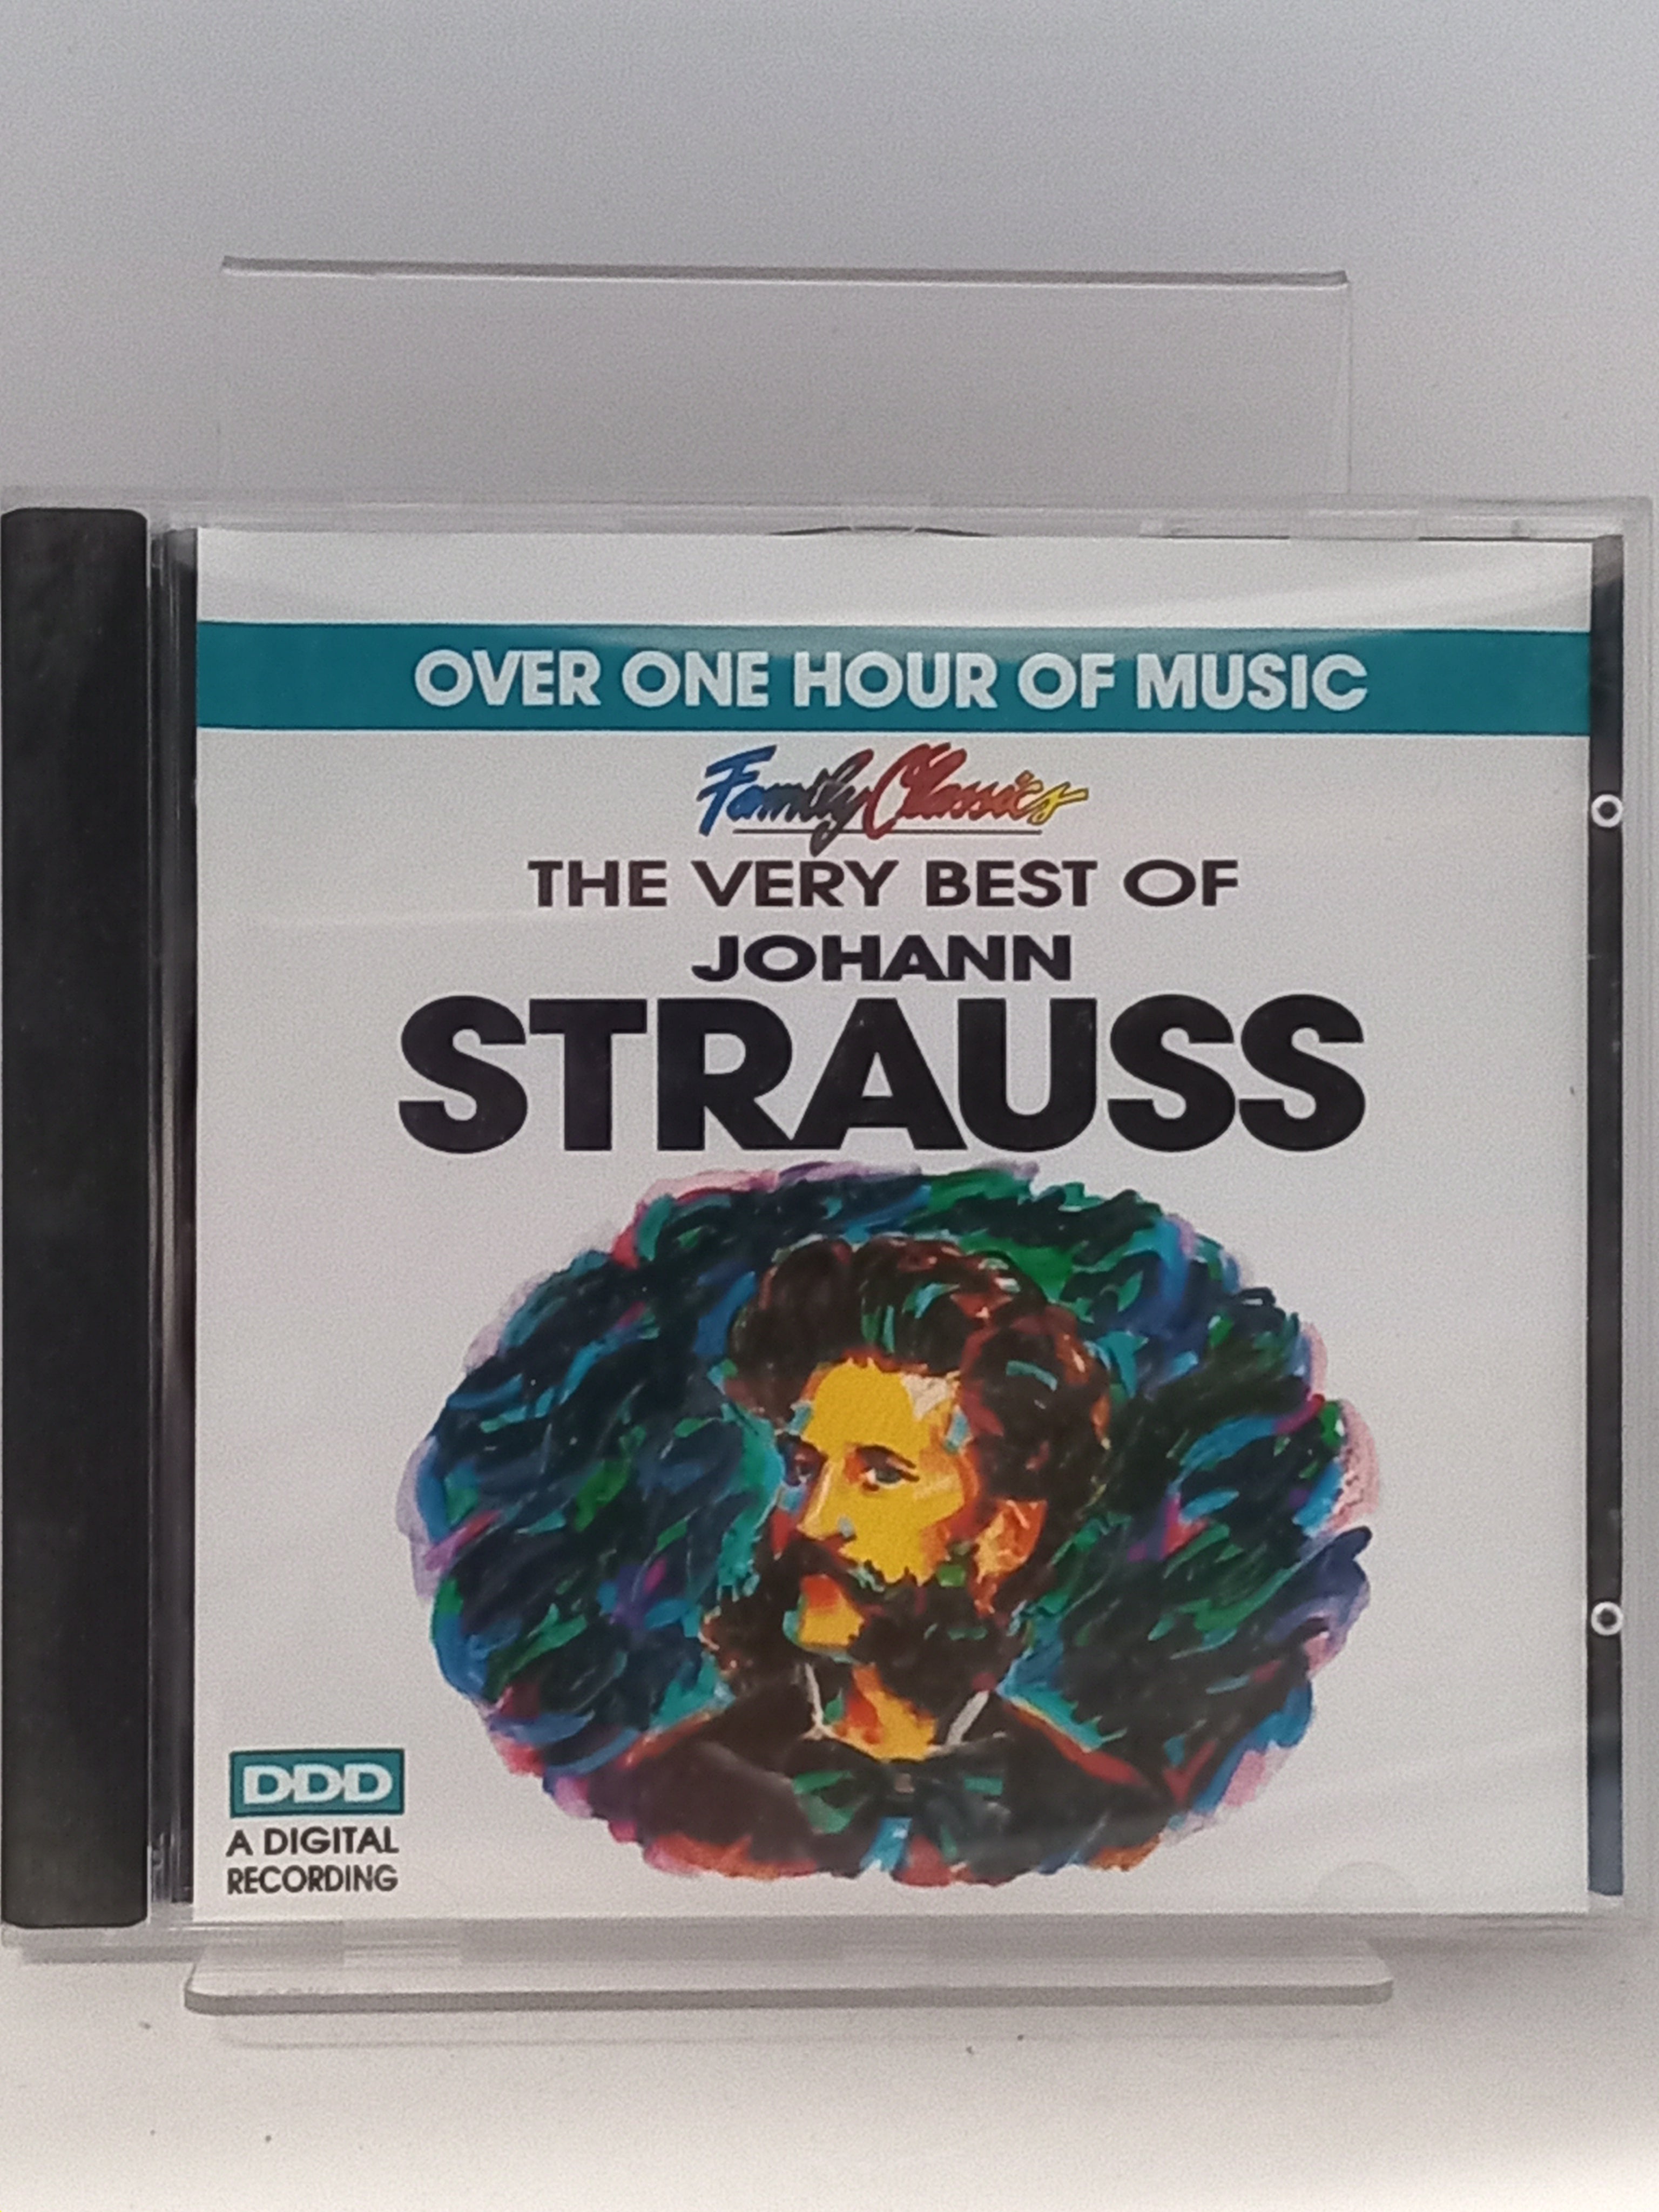 OVER ONE HOUR OF MUSIC
Family Classics
THE VERY BEST OF
JOHANN
STRAUSS
DDD
A DIGITAL
RECORDING